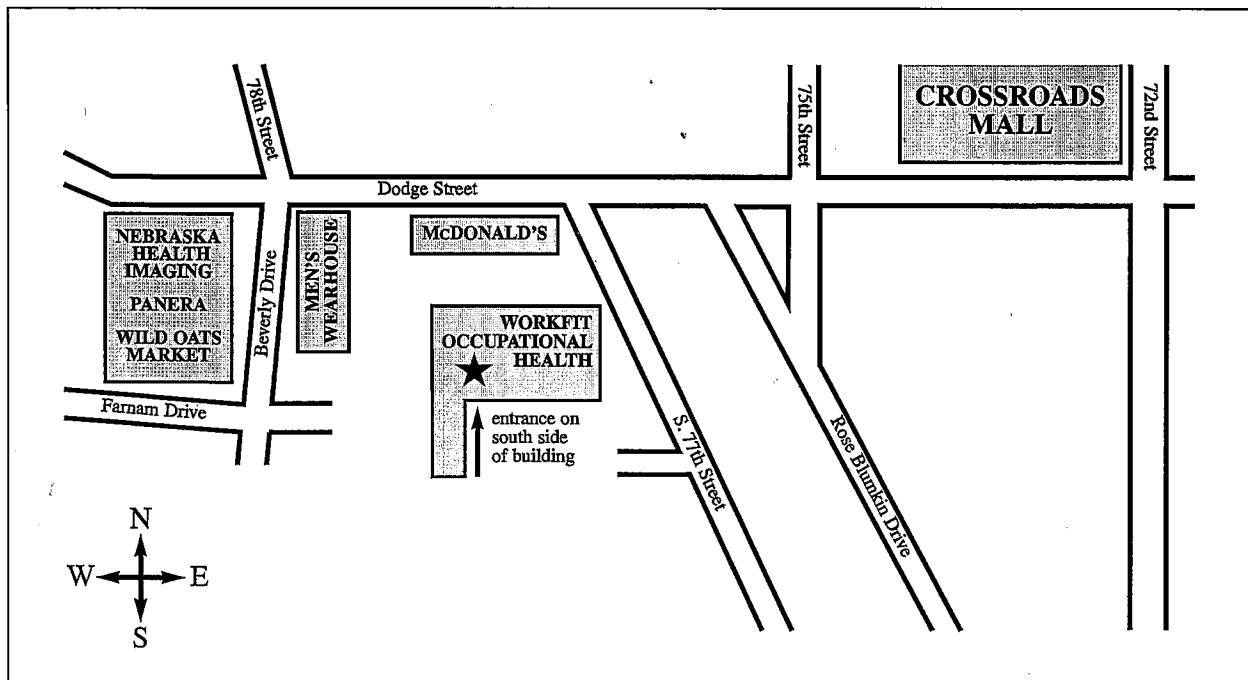 78th Street
75th Street
CROSSROADS
MALL
72nd Street
Dodge Street
NEBRASKA
HEALTH
IMAGING
PANERA
WILD OATS
MARKET
Beverly Drive
MEN'S
WEARHOUSE
McDONALD'S
WORKFIT
OCCUPATIONAL
HEALTH
Farnam Drive
entrance on
south side
of building
S. 77th Street
Rose Blumkin Drive
N
W E
S